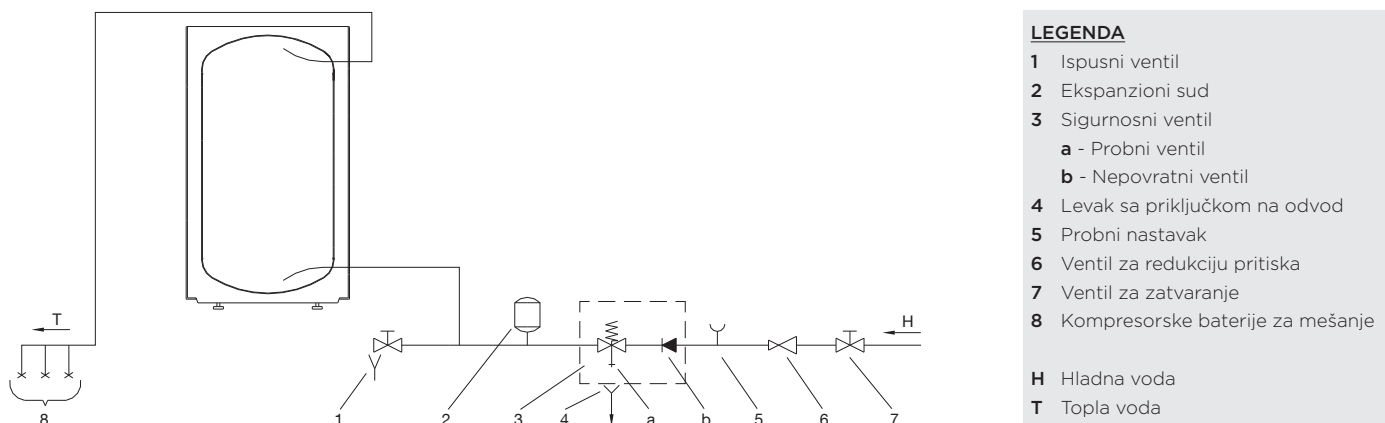 T
H
8
1
2
3
4
a
b
5
6
7
LEGENDA
1 Ispusni ventil
2 Ekspanzioni sud
3 Sigurnosni ventil
a - Probni ventil
b - Nepovratni ventil
4 Levak sa priključkom na odvod
5 Probni nastavak
6 Ventil za redukciju pritiska
7 Ventil za zatvaranje
8 Kompresorske baterije za mešanje
H Hladna voda
T Topla voda